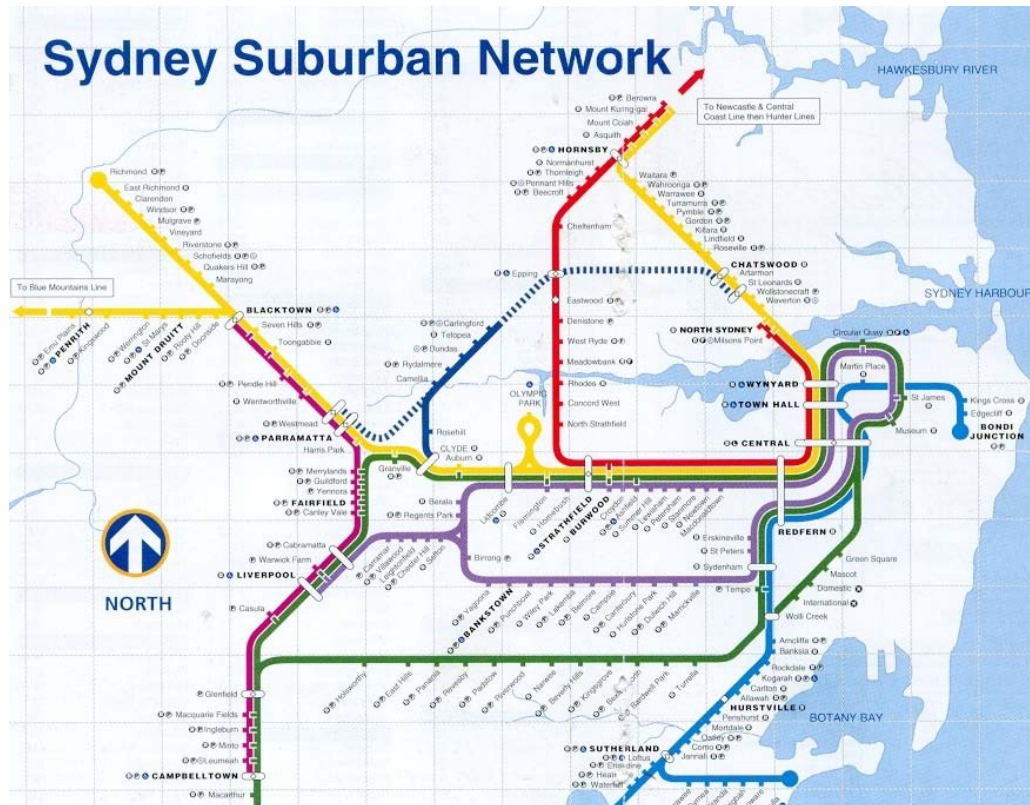 Sydney Suburban Network
HAWKESBURY RIVER
To Newcastle & Central
Coast Line then Hunter Lines
Berowra
Mount Kuring-gai
Mount Colah
Asquith
HORNSBY
Normanhurst
Thornleigh
Pennant Hills
Beecroft
Cheltenham
Waitara
Wahroonga
Warrawee
Turramurra
Pymble
Gordon
Killara
Lindfield
Roseville
CHATSWOOD
Artarmon
St Leonards
Wollstonecraft
Waverton
NORTH SYDNEY
Milsons Point
SYDNEY HARBOUR
Richmond
East Richmond
Clarendon
Windsor
Mulgrave
Vineyard
Riverstone
Schofields
Quakers Hill
Marayong
To Blue Mountains Line
BLACKTOWN
Emu Plains
PENRITH
Kingswood
Werrington
St Marys
MOUNT DRUITT
Rooty Hill
Doonside
Seven Hills
Toongabbie
Pendle Hill
Wentworthville
Westmead
PARRAMATTA
Harris Park
Epping
Eastwood
Denistone
West Ryde
Meadowbank
Rhodes
Concord West
North Strathfield
Carlingford
Telopea
Dundas
Rydalmere
Camellia
Rosehill
CLYDE
Auburn
Granville
OLYMPIC
PARK
Circular Quay
Martin Place
WYNYARD
TOWN HALL
St James
Museum
CENTRAL
Kings Cross
Edgecliff
BONDI
JUNCTION
Merrylands
Guildford
Yennora
FAIRFIELD
Canley Vale
Cabramatta
Warwick Farm
LIVERPOOL
Casula
Berala
Regents Park
Birrong
Carramar
Villawood
Leightonfield
Chester Hill
Sefton
Lidcombe
Flemington
Homebush
STRATHFIELD
BURWOOD
Croydon
Ashfield
Summer Hill
Lewisham
Petersham
Stanmore
Newtown
Macdonaldtown
REDFERN
Erskineville
St Peters
Sydenham
Tempe
Green Square
Mascot
Domestic
International
Wolli Creek
NORTH
Yagoona
BANKSTOWN
Punchbowl
Wiley Park
Lakemba
Belmore
Campsie
Canterbury
Hurlstone Park
Dulwich Hill
Marrickville
Holsworthy
East Hills
Panania
Revesby
Padstow
Riverwood
Narwee
Beverly Hills
Kingsgrove
Bexley North
Bardwell Park
Turrella
Arncliffe
Banksia
Rockdale
Kogarah
Carlton
Allawah
HURSTVILLE
Penshurst
Mortdale
Oatley
Como
Jannali
BOTANY BAY
SUTHERLAND
Loftus
Glenfield
Macquarie Fields
Ingleburn
Minto
Leumeah
CAMPBELLTOWN
Macarthur